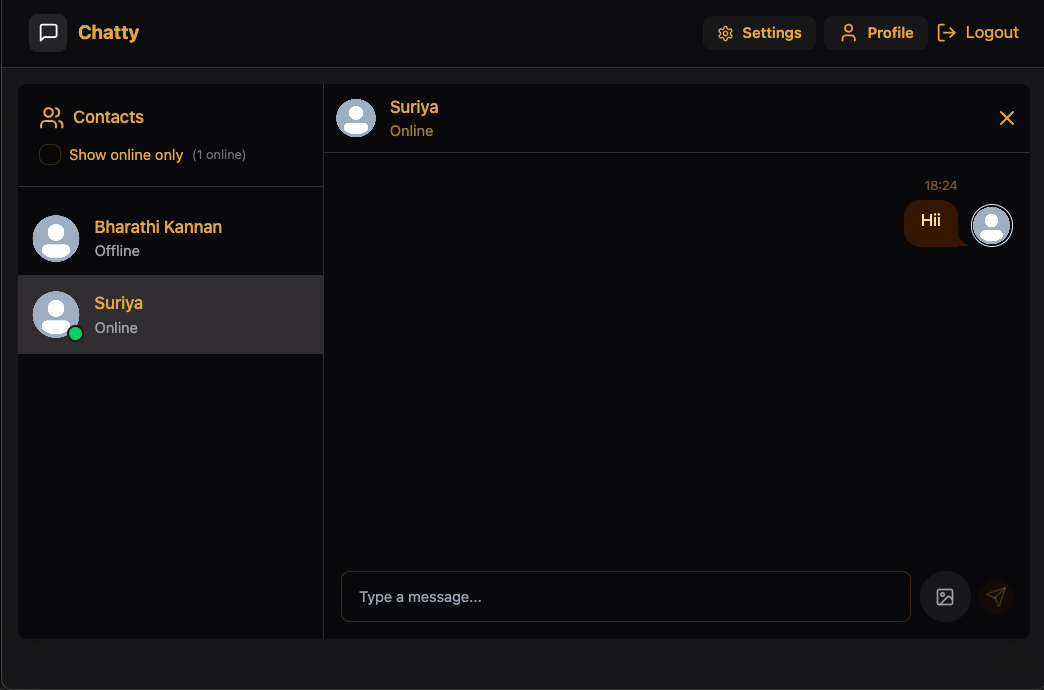 Chatty
Settings
Profile
Logout
Contacts
Show online only (1 online)
Bharathi Kannan
Offline
Suriya
Online
Suriya
Online
18:24
Hii
Type a message...